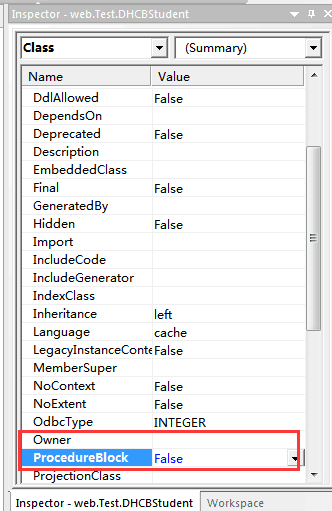 Inspector - web.Test.DHCBStudent
Class (Summary)
Name Value
DdlAllowed False
DependsOn
Deprecated False
Description
EmbeddedClass
Final False
GeneratedBy
Hidden False
Import
IncludeCode
IncludeGenerator
IndexClass
Inheritance left
Language cache
LegacyInstanceConte False
MemberSuper
NoContext False
NoExtent False
OdbcType INTEGER
Owner
ProcedureBlock False
ProjectionClass
Inspector - web.Test.DHCBStudent Workspace